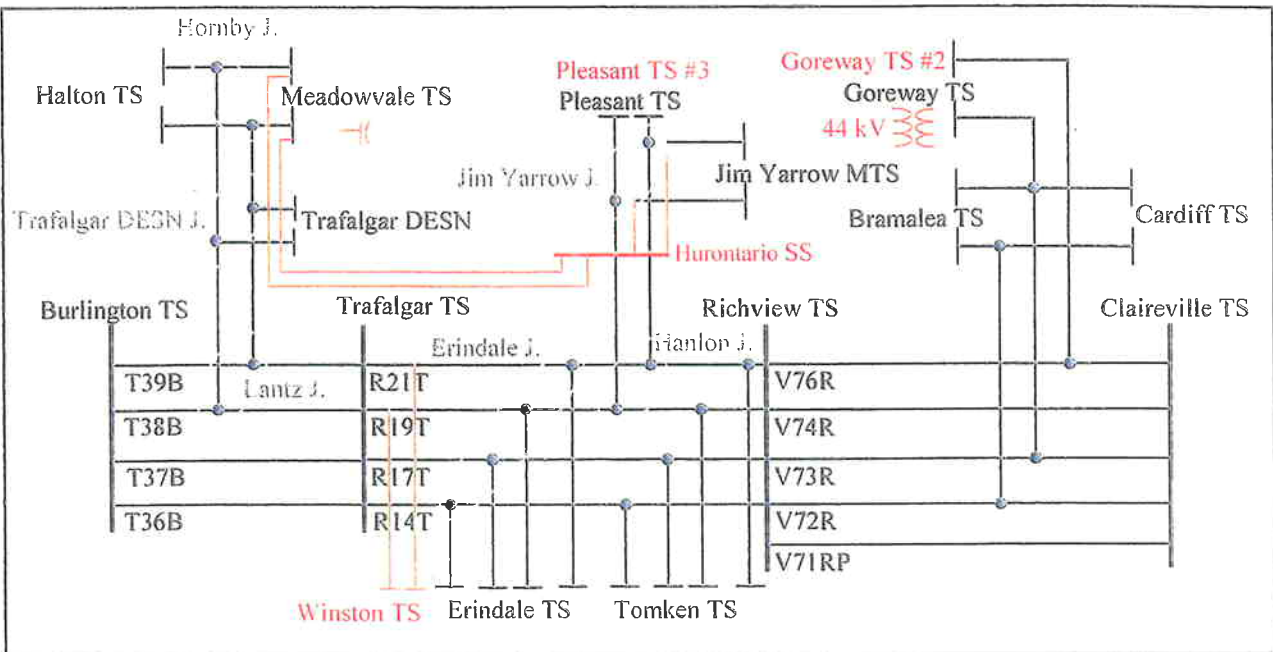 Hornby J.
Halton TS
Meadowvale TS
Pleasant TS #3
Pleasant TS
Goreway TS #2
Goreway TS
44 kV
Jim Yarrow J.
Jim Yarrow MTS
Trafalgar DESN J.
Trafalgar DESN
Bramalea TS
Cardiff TS
Hurontario SS
Burlington TS
Trafalgar TS
Richview TS
Claireville TS
Erindale J.
Hanlon J.
T39B
Lantz J.
R21T
V76R
T38B
R19T
V74R
T37B
R17T
V73R
T36B
R14T
V72R
V71RP
Winston TS
Erindale TS
Tomken TS